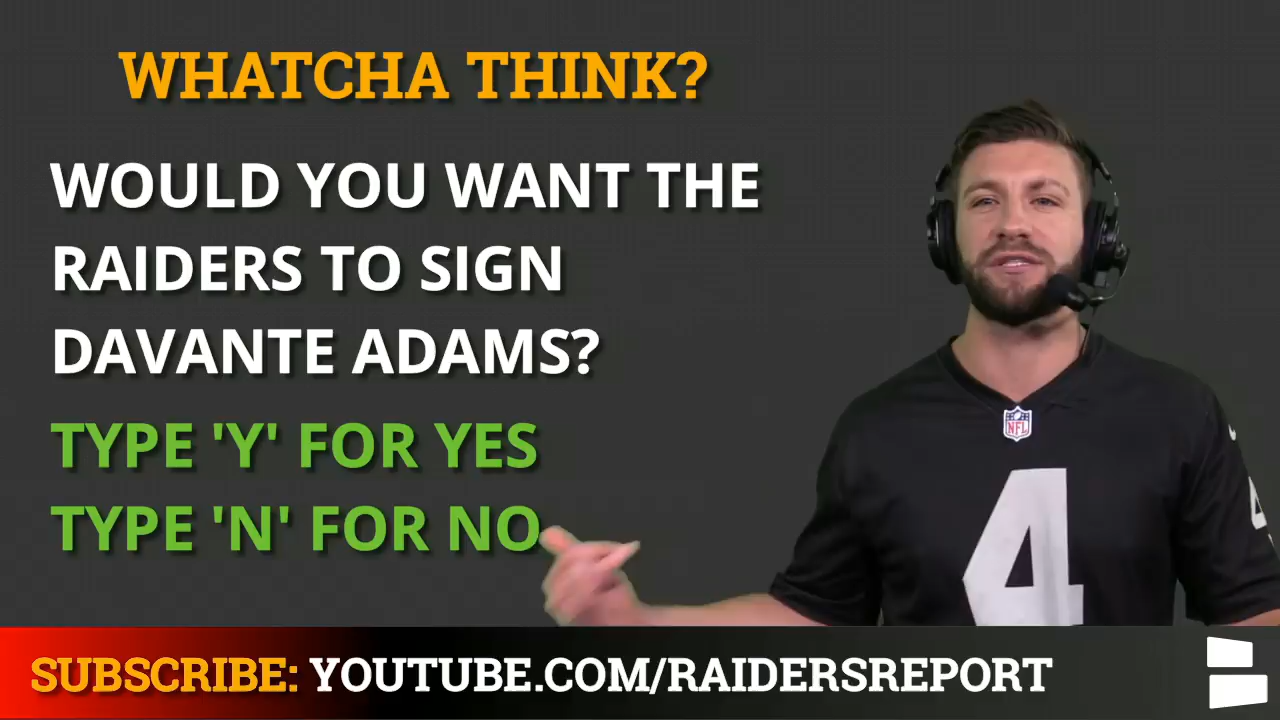 WHATCHA THINK?
WOULD YOU WANT THE
RAIDERS TO SIGN
DAVANTE ADAMS?
TYPE 'Y' FOR YES
TYPE 'N' FOR NO
NFL
4
4
SUBSCRIBE: YOUTUBE.COM/RAIDERSREPORT